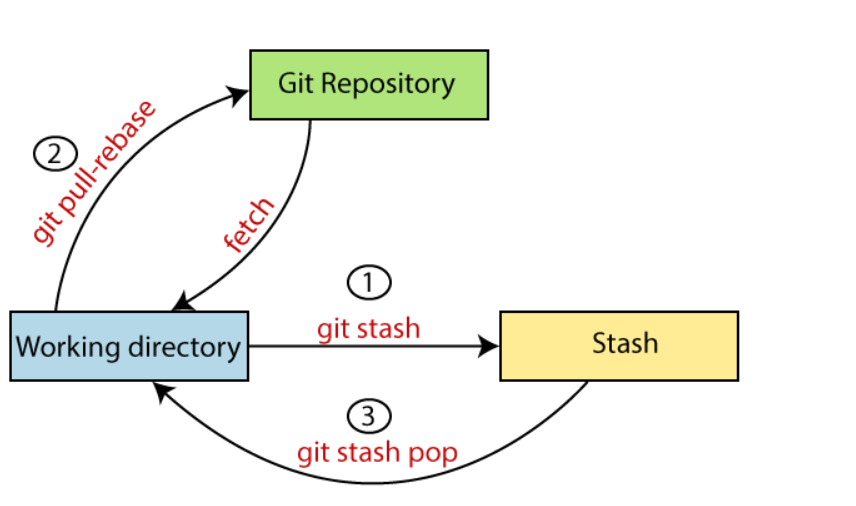 Git Repository
2
git pull-rebase
fetch
1
git stash
Working directory
Stash
3
git stash pop